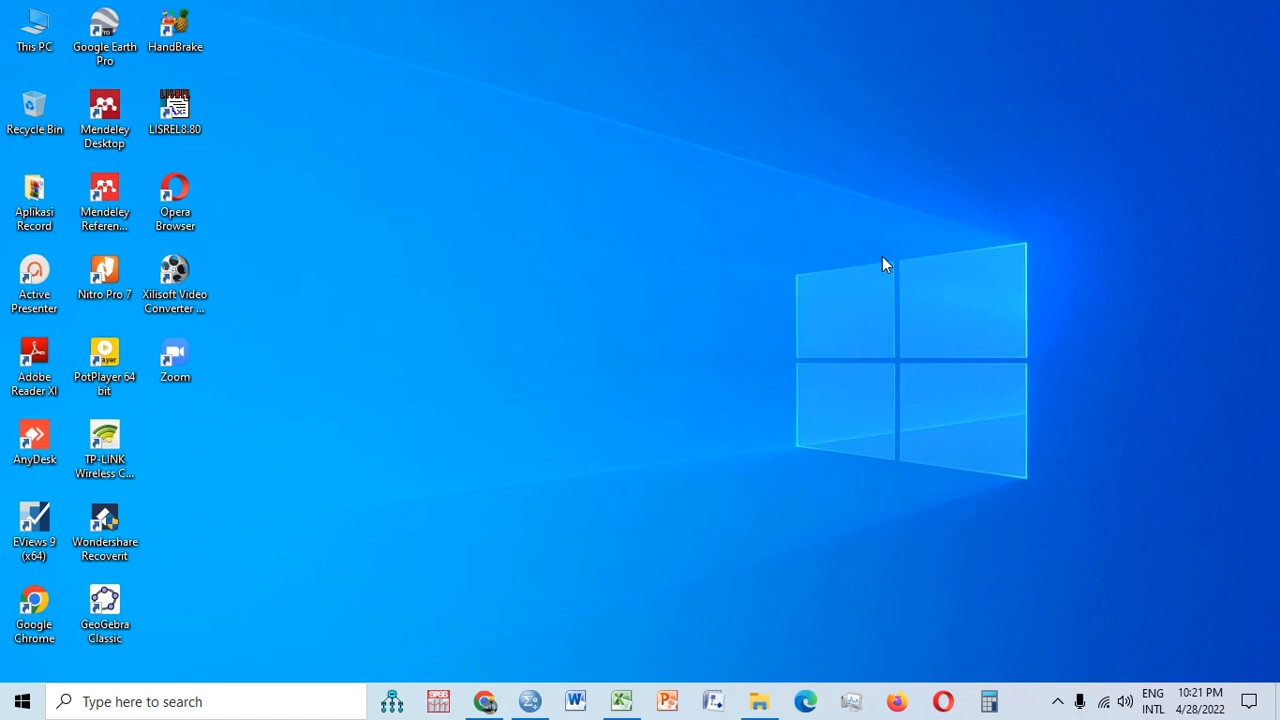 This PC
Google Earth
Pro
HandBrake
Recycle Bin
Mendeley
Desktop
LISREL8.80
Aplikasi
Record
Mendeley
Referen...
Opera
Browser
Active
Presenter
Nitro Pro 7
Xilisoft Video
Converter ...
Adobe
Reader XI
PotPlayer 64
bit
Zoom
AnyDesk
TP-LINK
Wireless C...
EViews 9
(x64)
Wondershare
Recoverit
Google
Chrome
GeoGebra
Classic
Type here to search
ENG
INTL
10:21 PM
4/28/2022